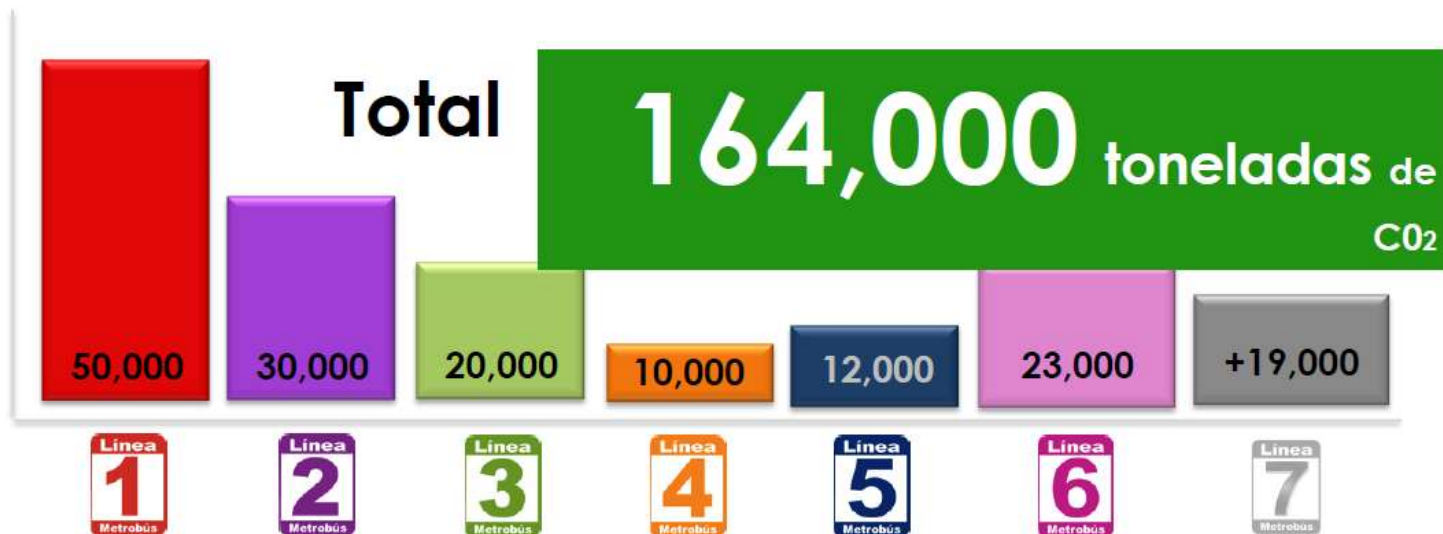 Total
164,000 toneladas de
C02
50,000
30,000
20,000
10,000
12,000
23,000
+19,000
Línea
1
Metrobús
Línea
2
Metrobús
Línea
3
Metrobús
Línea
4
Metrobús
Línea
5
Metrobús
Línea
6
Metrobús
Línea
7
Metrobús